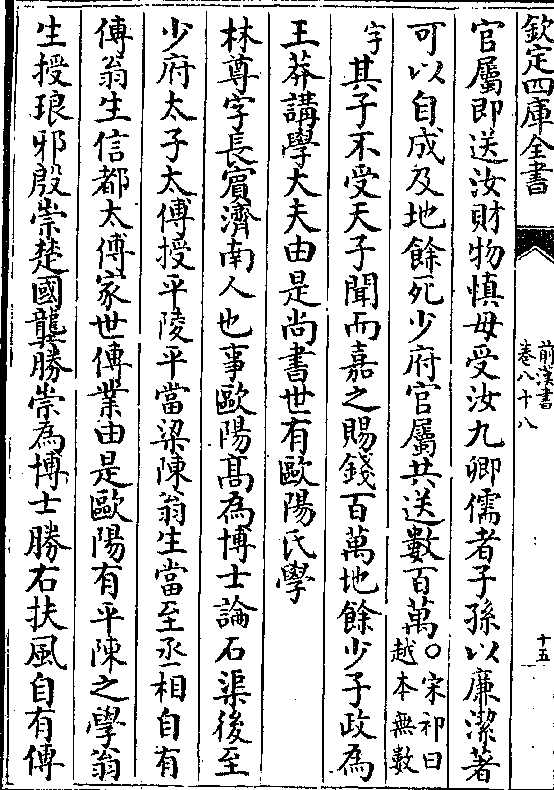 欽定四庫全書
前漢書
卷八十八
十五
官屬即送汝財物慎毋受汝九卿儒者子孫以廉潔著
可以自成及地餘死少府官屬共送數百萬○宋祁曰越本無數
字其子不受天子聞而嘉之賜錢百萬地餘少子政為
王莽講學大夫由是尚書世有歐陽氏學
林尊字長賓濟南人也事歐陽髙為博士論石渠後至
少府太子太傅授平陵平當梁陳翁生當至丞相自有
傅翁生信都太傅家世傳業由是歐陽有平陳之學翁
生授琅邪殷崇楚國龔勝崇為博士勝右扶風自有傳